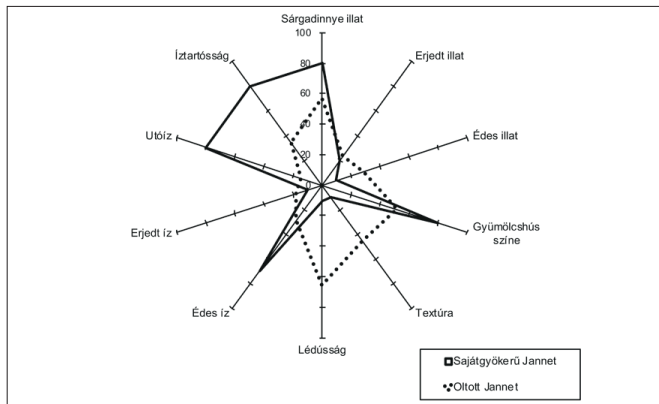 Sárgadinnye illat
100
80
60
40
20
0
Erjedt illat
Édes illat
Gyümölcshús
színe
Textúra
Lédússág
Édes íz
Erjedt íz
Utóíz
Íztartósság
Sajátgyökerű Jannet
Oltott Jannet